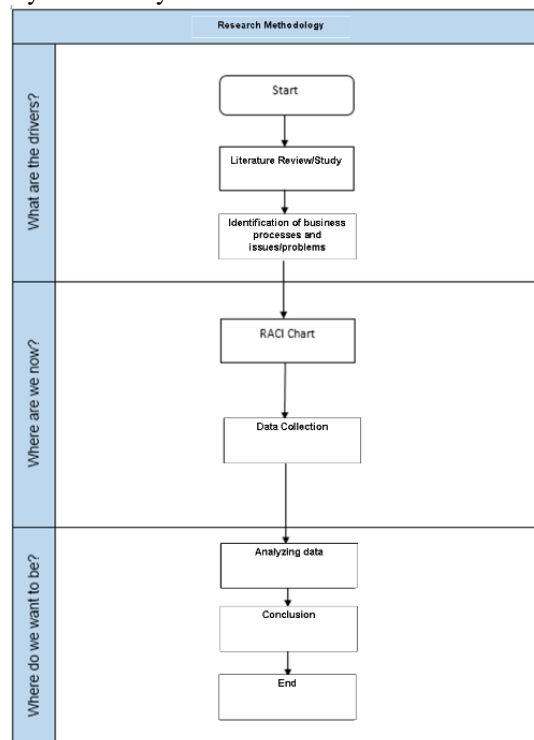 Research Methodology
What are the drivers?
Start
Literature Review/Study
Identification of business
processes and
issues/problems
Where are we now?
RACI Chart
Data Collection
Where do we want to be?
Analyzing data
Conclusion
End